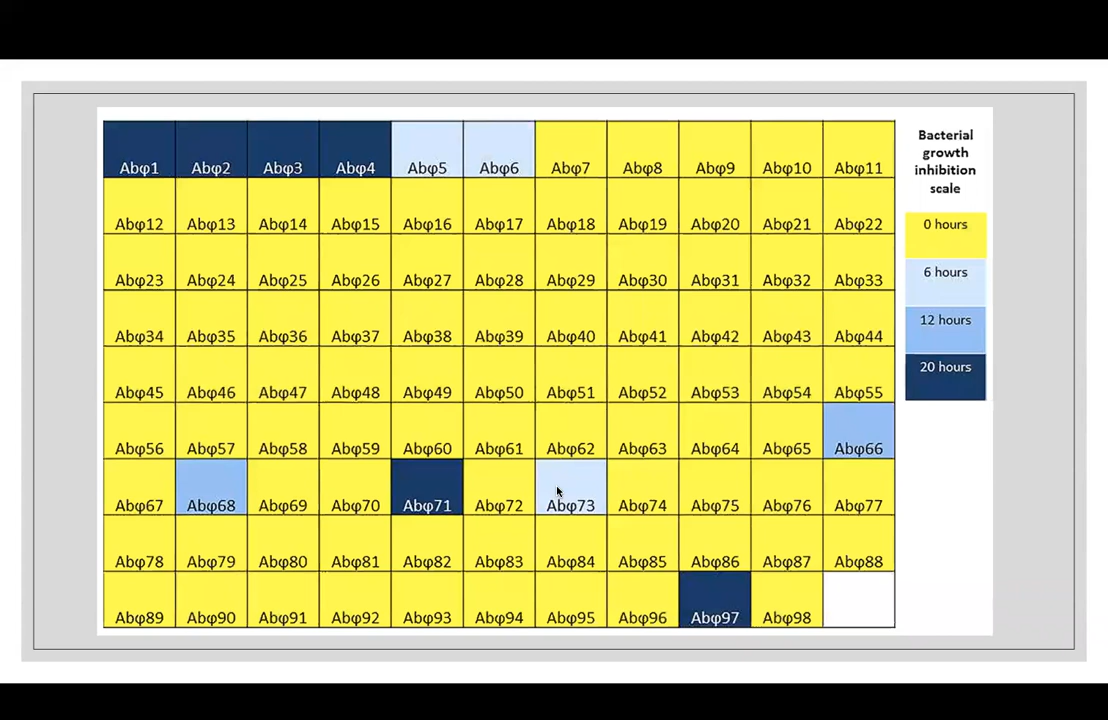 Abφ1 Abφ2 Abφ3 Abφ4 Abφ5 Abφ6 Abφ7 Abφ8 Abφ9 Abφ10 Abφ11
Abφ12 Abφ13 Abφ14 Abφ15 Abφ16 Abφ17 Abφ18 Abφ19 Abφ20 Abφ21 Abφ22
Abφ23 Abφ24 Abφ25 Abφ26 Abφ27 Abφ28 Abφ29 Abφ30 Abφ31 Abφ32 Abφ33
Abφ34 Abφ35 Abφ36 Abφ37 Abφ38 Abφ39 Abφ40 Abφ41 Abφ42 Abφ43 Abφ44
Abφ45 Abφ46 Abφ47 Abφ48 Abφ49 Abφ50 Abφ51 Abφ52 Abφ53 Abφ54 Abφ55
Abφ56 Abφ57 Abφ58 Abφ59 Abφ60 Abφ61 Abφ62 Abφ63 Abφ64 Abφ65 Abφ66
Abφ67 Abφ68 Abφ69 Abφ70 Abφ71 Abφ72 Abφ73 Abφ74 Abφ75 Abφ76 Abφ77
Abφ78 Abφ79 Abφ80 Abφ81 Abφ82 Abφ83 Abφ84 Abφ85 Abφ86 Abφ87 Abφ88
Abφ89 Abφ90 Abφ91 Abφ92 Abφ93 Abφ94 Abφ95 Abφ96 Abφ97 Abφ98
Bacterial
growth
inhibition
scale
0 hours
6 hours
12 hours
20 hours